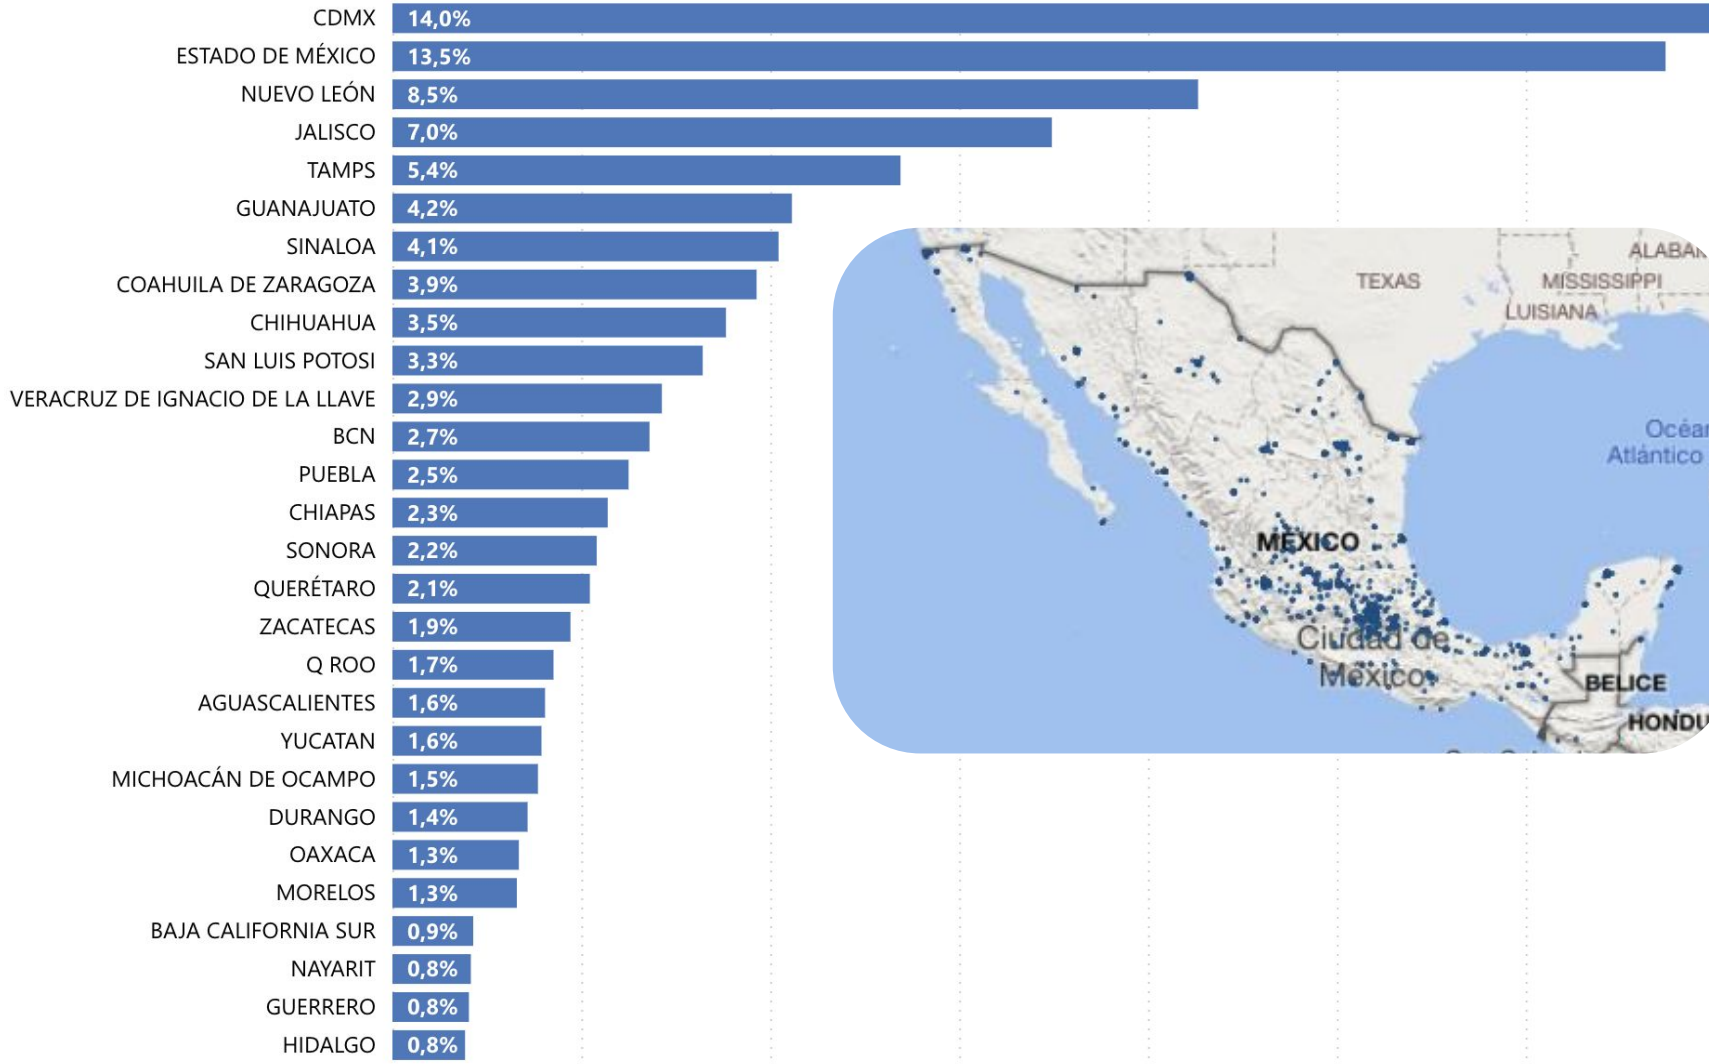 CDMX 14,0%
ESTADO DE MÉXICO 13,5%
NUEVO LEÓN 8,5%
JALISCO 7,0%
TAMPS 5,4%
GUANAJUATO 4,2%
SINALOA 4,1%
COAHUILA DE ZARAGOZA 3,9%
CHIHUAHUA 3,5%
SAN LUIS POTOSI 3,3%
VERACRUZ DE IGNACIO DE LA LLAVE 2,9%
BCN 2,7%
PUEBLA 2,5%
CHIAPAS 2,3%
SONORA 2,2%
QUERÉTARO 2,1%
ZACATECAS 1,9%
Q ROO 1,7%
AGUASCALIENTES 1,6%
YUCATAN 1,6%
MICHOACÁN DE OCAMPO 1,5%
DURANGO 1,4%
OAXACA 1,3%
MORELOS 1,3%
BAJA CALIFORNIA SUR 0,9%
NAYARIT 0,8%
GUERRERO 0,8%
HIDALGO 0,8%
ALABA
TEXAS
MISSISSIPPI
LUISIANA
Océa
Atlántico
MÉXICO
Ciudad de
México
BELICE
HONDU